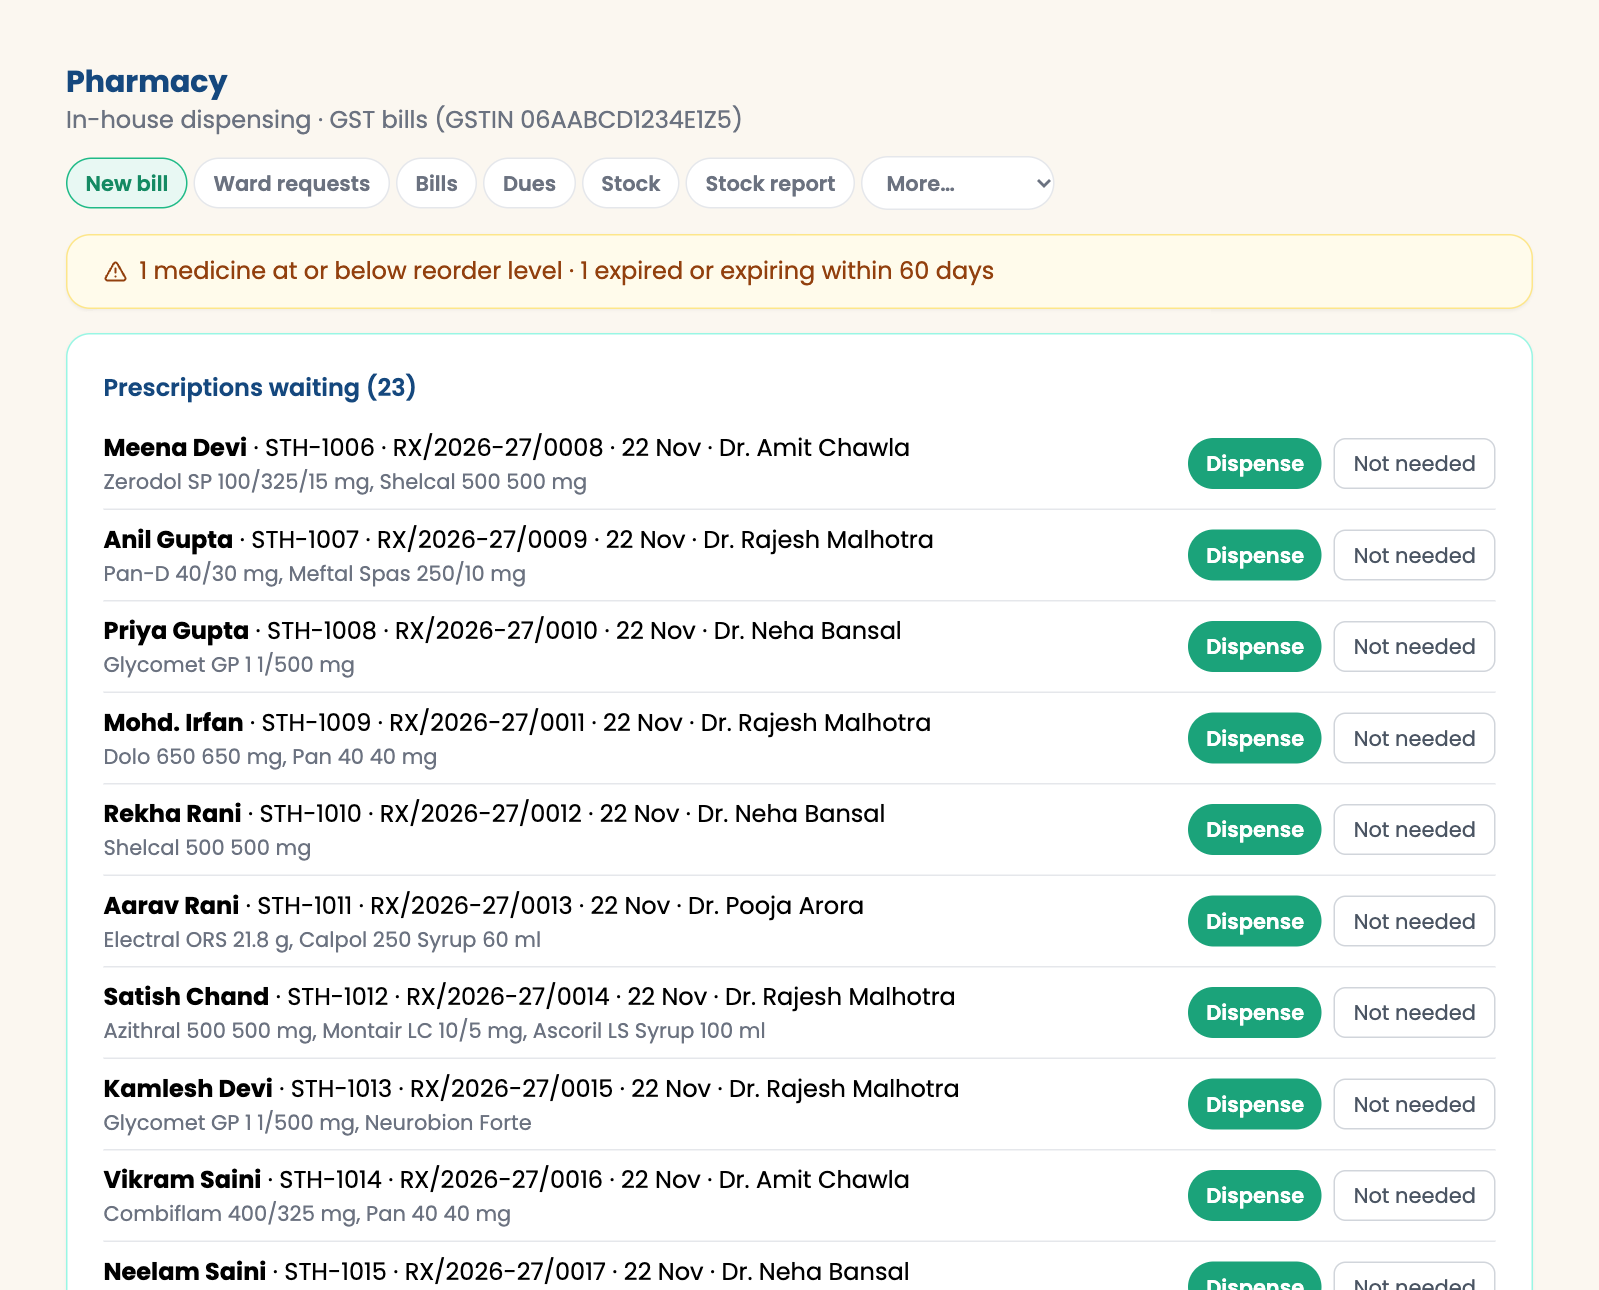 Pharmacy
In-house dispensing · GST bills (GSTIN 06AABCD1234E1Z5)
New bill Ward requests Bills Dues Stock Stock report More...
1 medicine at or below reorder level · 1 expired or expiring within 60 days
Prescriptions waiting (23)
Meena Devi · STH-1006 · RX/2026-27/0008 · 22 Nov · Dr. Amit Chawla
Zerodol SP 100/325/15 mg, Shelcal 500 500 mg
Dispense Not needed
Anil Gupta · STH-1007 · RX/2026-27/0009 · 22 Nov · Dr. Rajesh Malhotra
Pan-D 40/30 mg, Meftal Spas 250/10 mg
Dispense Not needed
Priya Gupta · STH-1008 · RX/2026-27/0010 · 22 Nov · Dr. Neha Bansal
Glycomet GP 1 1/500 mg
Dispense Not needed
Mohd. Irfan · STH-1009 · RX/2026-27/0011 · 22 Nov · Dr. Rajesh Malhotra
Dolo 650 650 mg, Pan 40 40 mg
Dispense Not needed
Rekha Rani · STH-1010 · RX/2026-27/0012 · 22 Nov · Dr. Neha Bansal
Shelcal 500 500 mg
Dispense Not needed
Aarav Rani · STH-1011 · RX/2026-27/0013 · 22 Nov · Dr. Pooja Arora
Electral ORS 21.8 g, Calpol 250 Syrup 60 ml
Dispense Not needed
Satish Chand · STH-1012 · RX/2026-27/0014 · 22 Nov · Dr. Rajesh Malhotra
Azithral 500 500 mg, Montair LC 10/5 mg, Ascoril LS Syrup 100 ml
Dispense Not needed
Kamlesh Devi · STH-1013 · RX/2026-27/0015 · 22 Nov · Dr. Rajesh Malhotra
Glycomet GP 1 1/500 mg, Neurobion Forte
Dispense Not needed
Vikram Saini · STH-1014 · RX/2026-27/0016 · 22 Nov · Dr. Amit Chawla
Combiflam 400/325 mg, Pan 40 40 mg
Dispense Not needed
Neelam Saini · STH-1015 · RX/2026-27/0017 · 22 Nov · Dr. Neha Bansal
Dispense Not needed